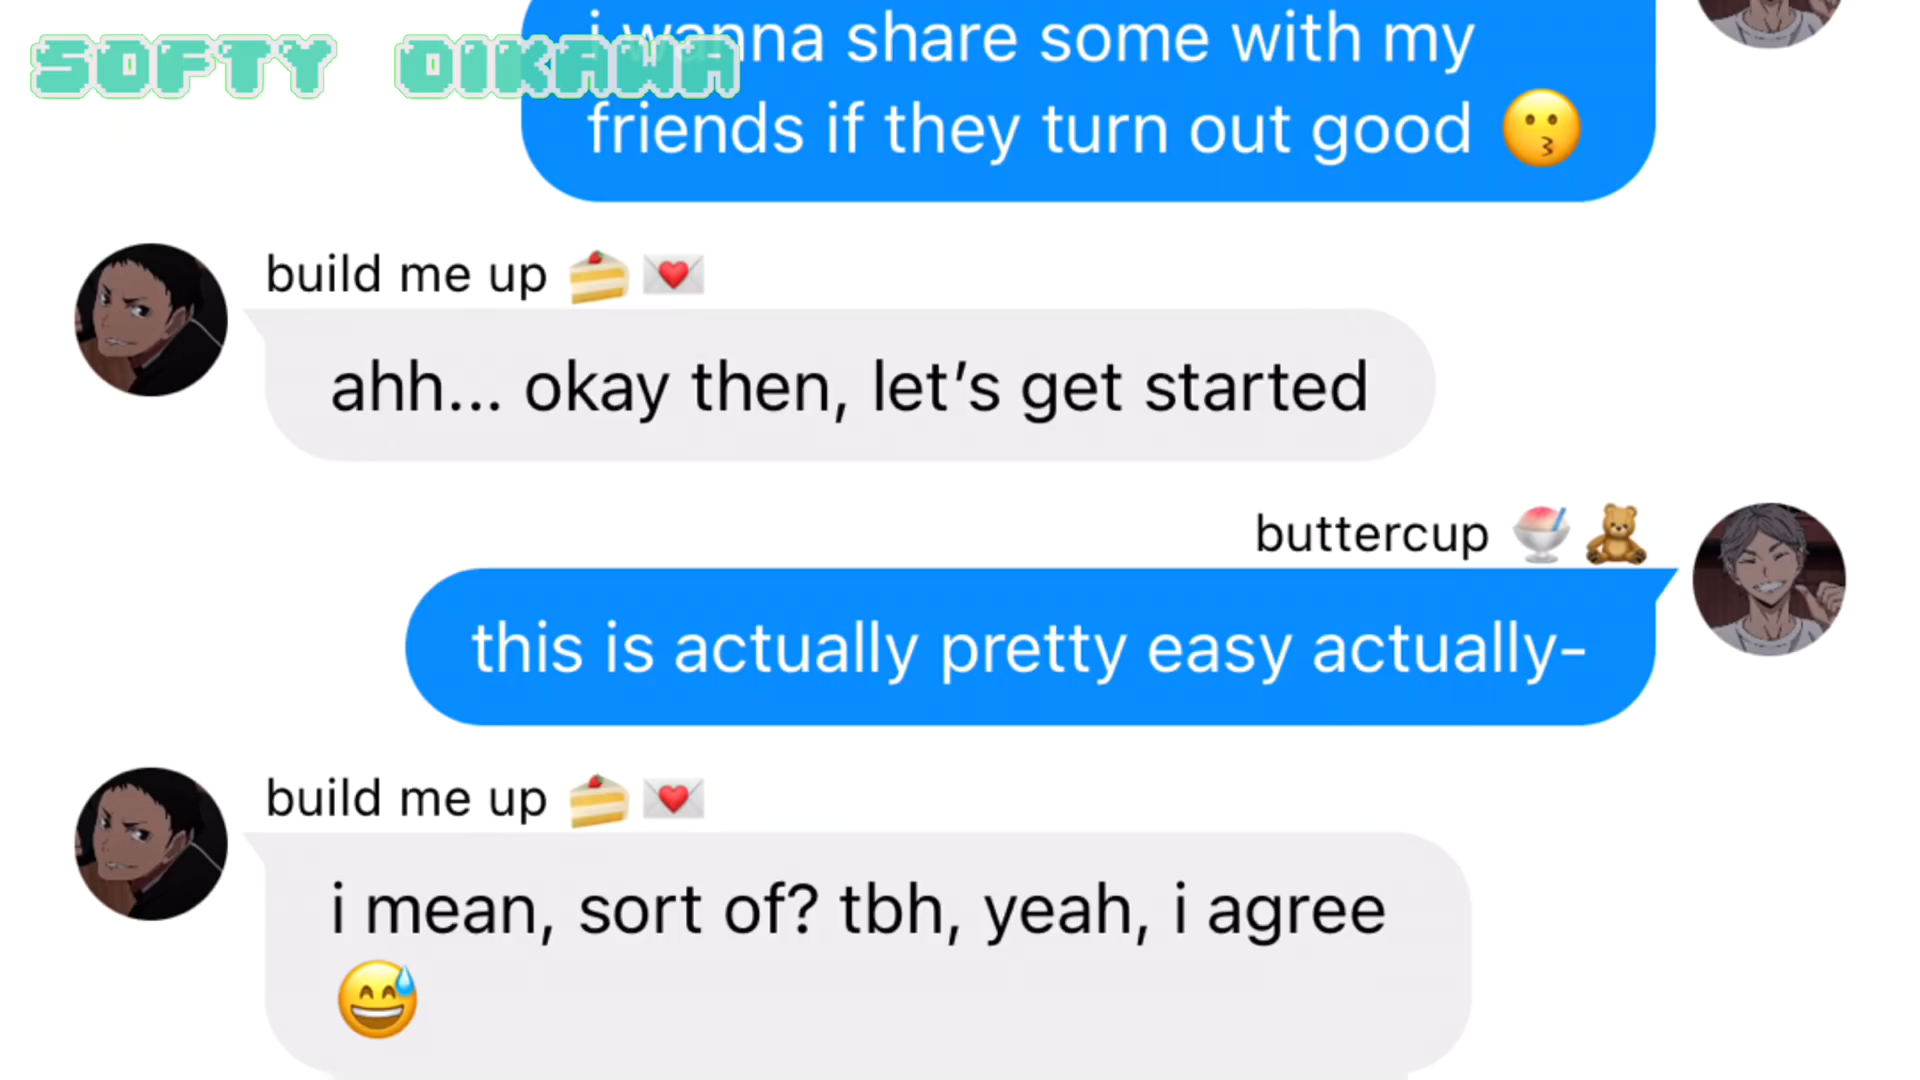 SOFTY OIKAWA
i wanna share some with my
friends if they turn out good 😗
build me up 🍰 💌
ahh... okay then, let’s get started
buttercup 🍧🧸
this is actually pretty easy actually-
build me up 🍰 💌
i mean, sort of? tbh, yeah, i agree
😅